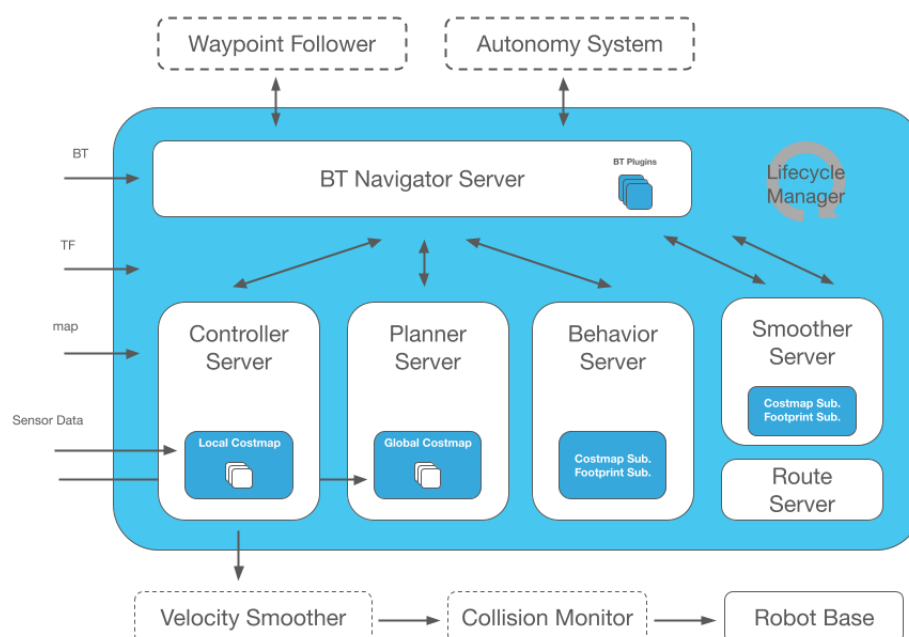 Waypoint Follower
Autonomy System
BT
BT Navigator Server
BT Plugins
Lifecycle
Manager
TF
map
Sensor Data
Controller
Server
Local Costmap
Planner
Server
Global Costmap
Behavior
Server
Costmap Sub.
Footprint Sub.
Smoother
Server
Costmap Sub.
Footprint Sub.
Route
Server
Velocity Smoother
Collision Monitor
Robot Base